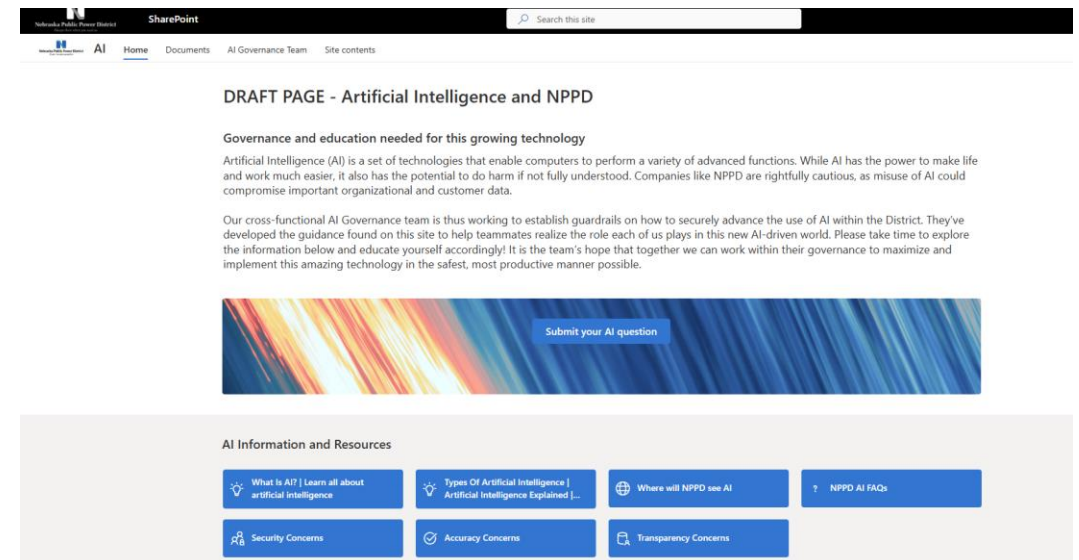 Nebraska Public Power District
SharePoint
Search this site
Nebraska Public Power District
AI
Home
Documents
AI Governance Team
Site contents
DRAFT PAGE - Artificial Intelligence and NPPD
Governance and education needed for this growing technology
Artificial Intelligence (AI) is a set of technologies that enable computers to perform a variety of advanced functions. While AI has the power to make life
and work much easier, it also has the potential to do harm if not fully understood. Companies like NPPD are rightfully cautious, as misuse of AI could
compromise important organizational and customer data.
Our cross-functional AI Governance team is thus working to establish guardrails on how to securely advance the use of AI within the District. They've
developed the guidance found on this site to help teammates realize the role each of us plays in this new AI-driven world. Please take time to explore
the information below and educate yourself accordingly! It is the team's hope that together we can work within their governance to maximize and
implement this amazing technology in the safest, most productive manner possible.
Submit your AI question
AI Information and Resources
What Is AI? | Learn all about
artificial intelligence
Types Of Artificial Intelligence |
Artificial Intelligence Explained |...
Where will NPPD see AI
? NPPD AI FAQs
Security Concerns
Accuracy Concerns
Transparency Concerns